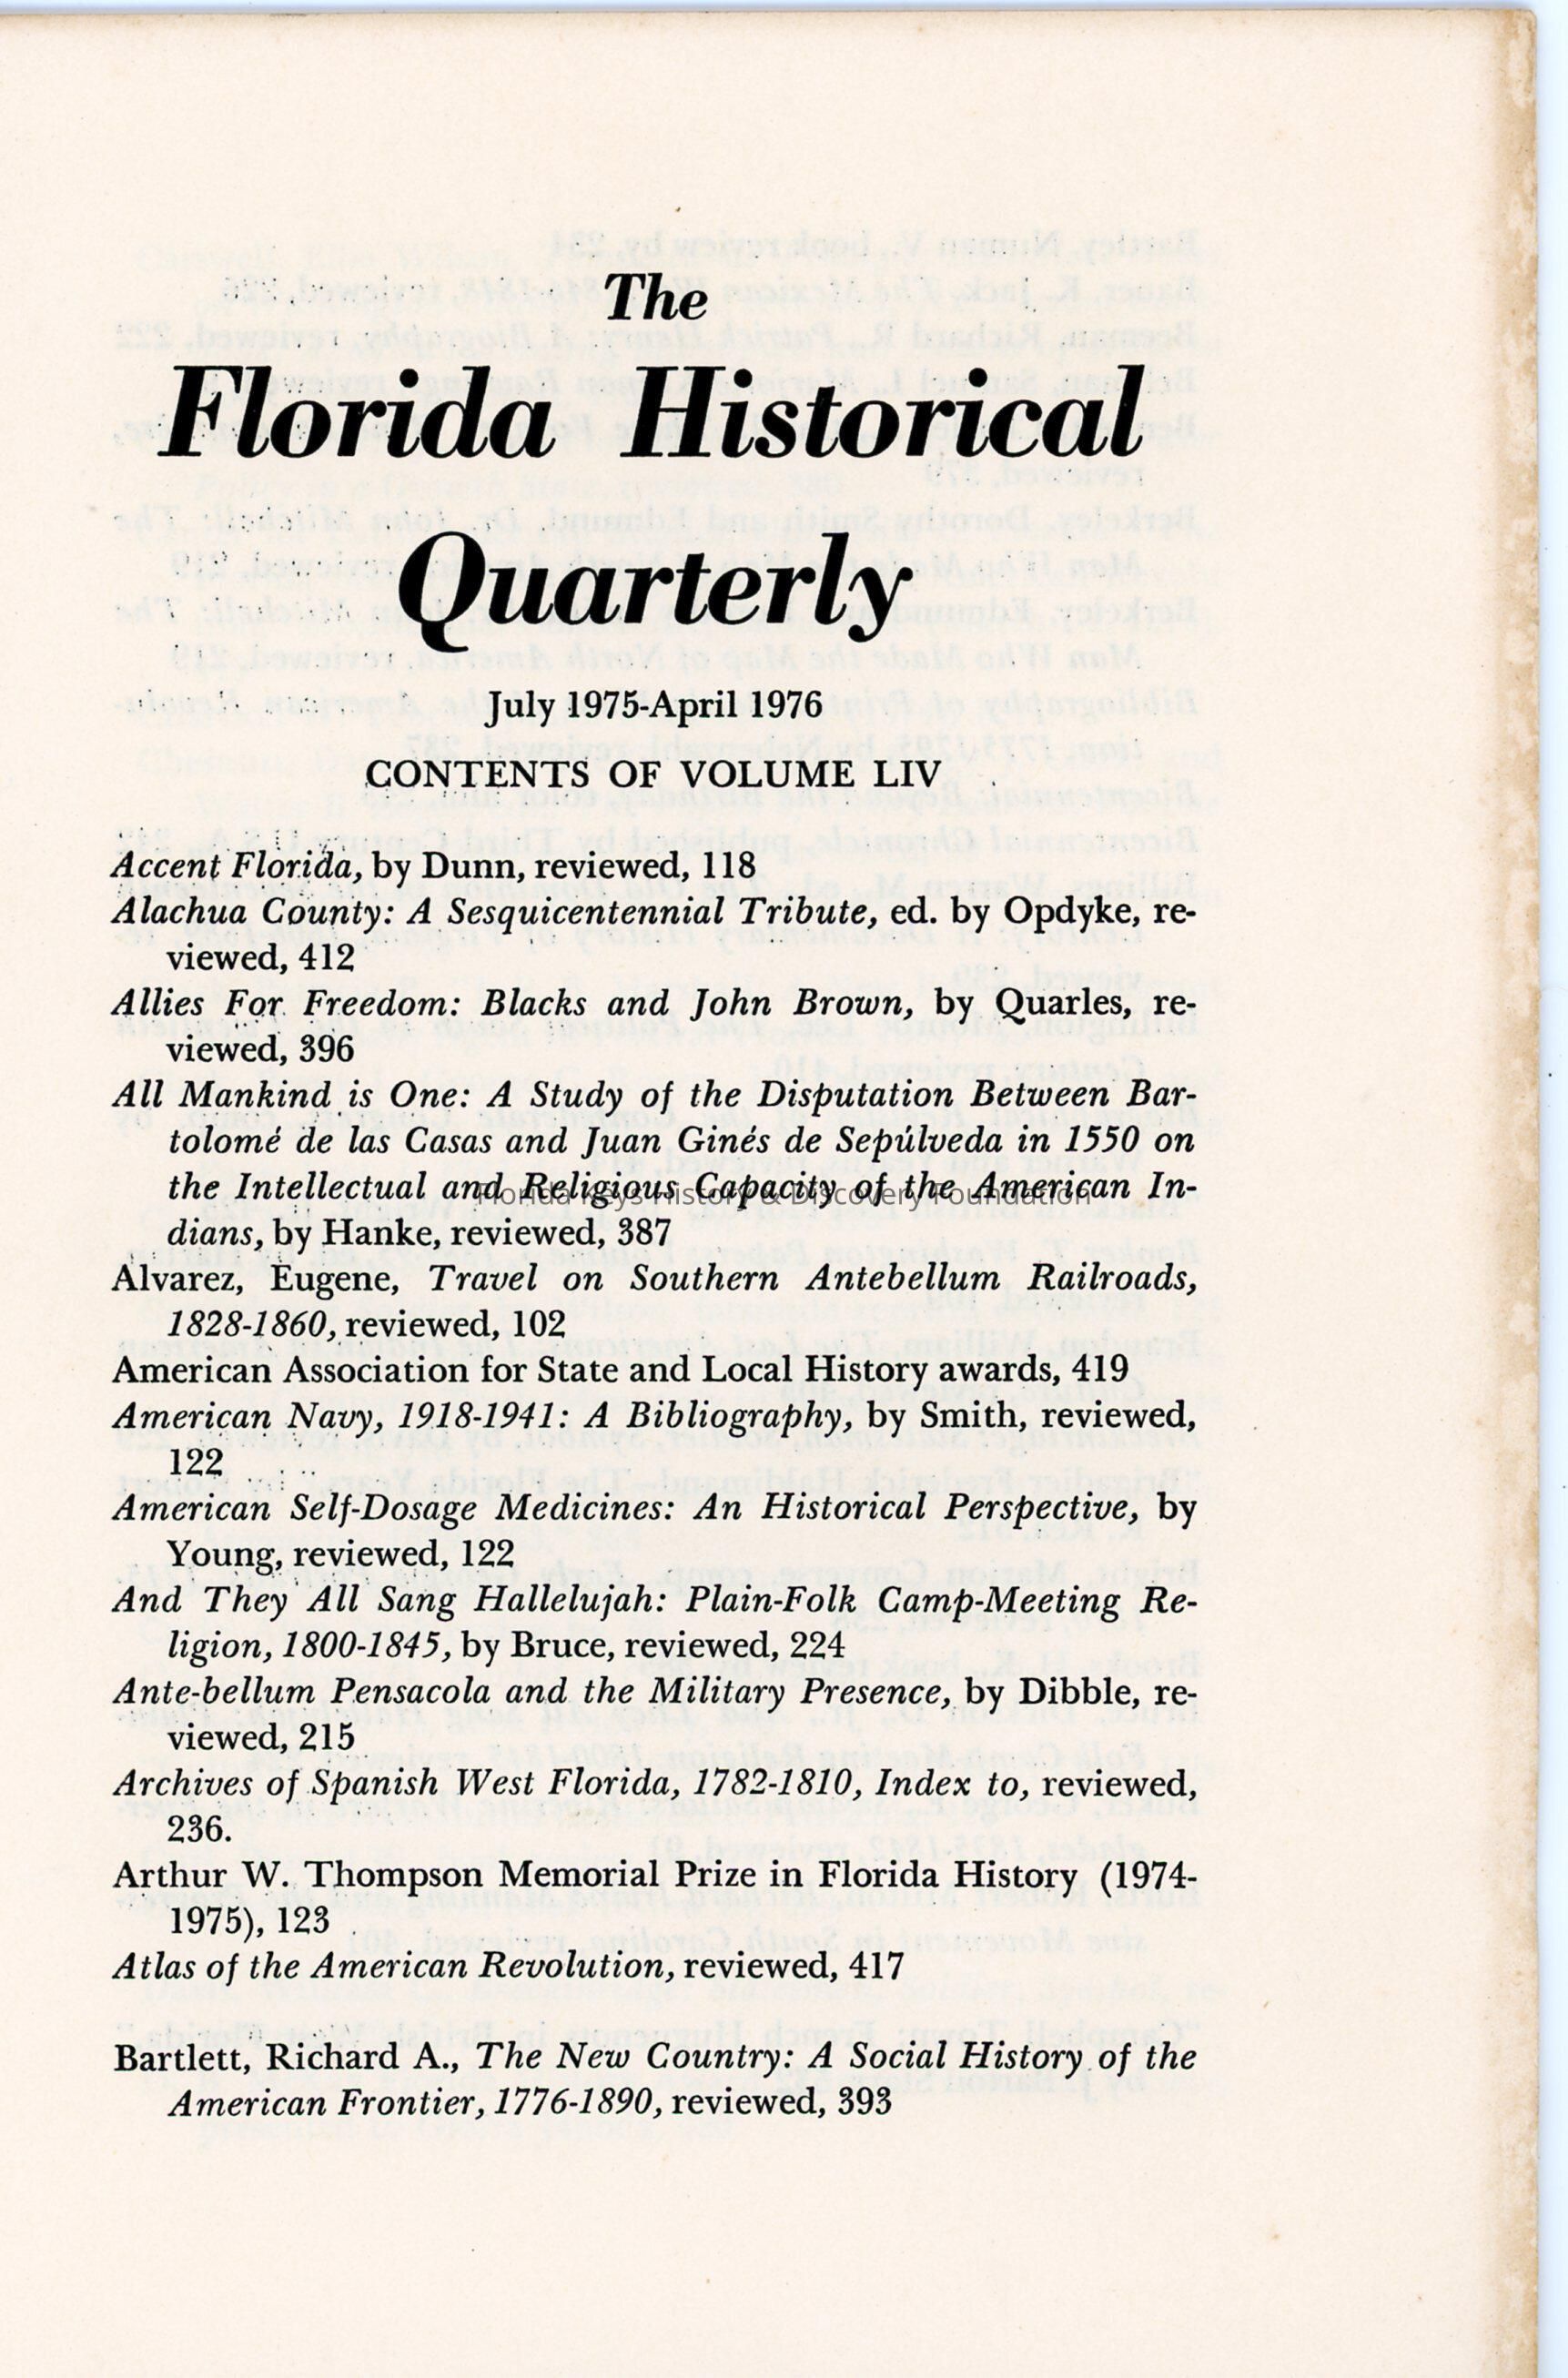 The
Florida Historical
Quarterly
July 1975-April 1976
CONTENTS OF VOLUME LIV
Accent Florida, by Dunn, reviewed, 118
Alachua County: A Sesquicentennial Tribute, ed. by Opdyke, re-
viewed, 412
Allies For Freedom: Blacks and John Brown, by Quarles, re-
viewed, 396
All Mankind is One: A Study of the Disputation Between Bar-
tolomé de las Casas and Juan Ginés de Sepúlveda in 1550 on
the Intellectual and Religious Capacity of the American In-
Florida Keys History & Discovery Foundation
dians, by Hanke, reviewed, 387
Alvarez, Eugene, Travel on Southern Antebellum Railroads,
1828-1860, reviewed, 102
American Association for State and Local History awards, 419
American Navy, 1918-1941: A Bibliography, by Smith, reviewed,
122
American Self-Dosage Medicines: An Historical Perspective, by
Young, reviewed, 122
And They All Sang Hallelujah: Plain-Folk Camp-Meeting Re-
ligion, 1800-1845, by Bruce, reviewed, 224
Ante-bellum Pensacola and the Military Presence, by Dibble, re-
viewed, 215
Archives of Spanish West Florida, 1782-1810, Index to, reviewed,
236.
Arthur W. Thompson Memorial Prize in Florida History (1974-
1975), 123
Atlas of the American Revolution, reviewed, 417
Bartlett, Richard A., The New Country: A Social History of the
American Frontier, 1776-1890, reviewed, 393